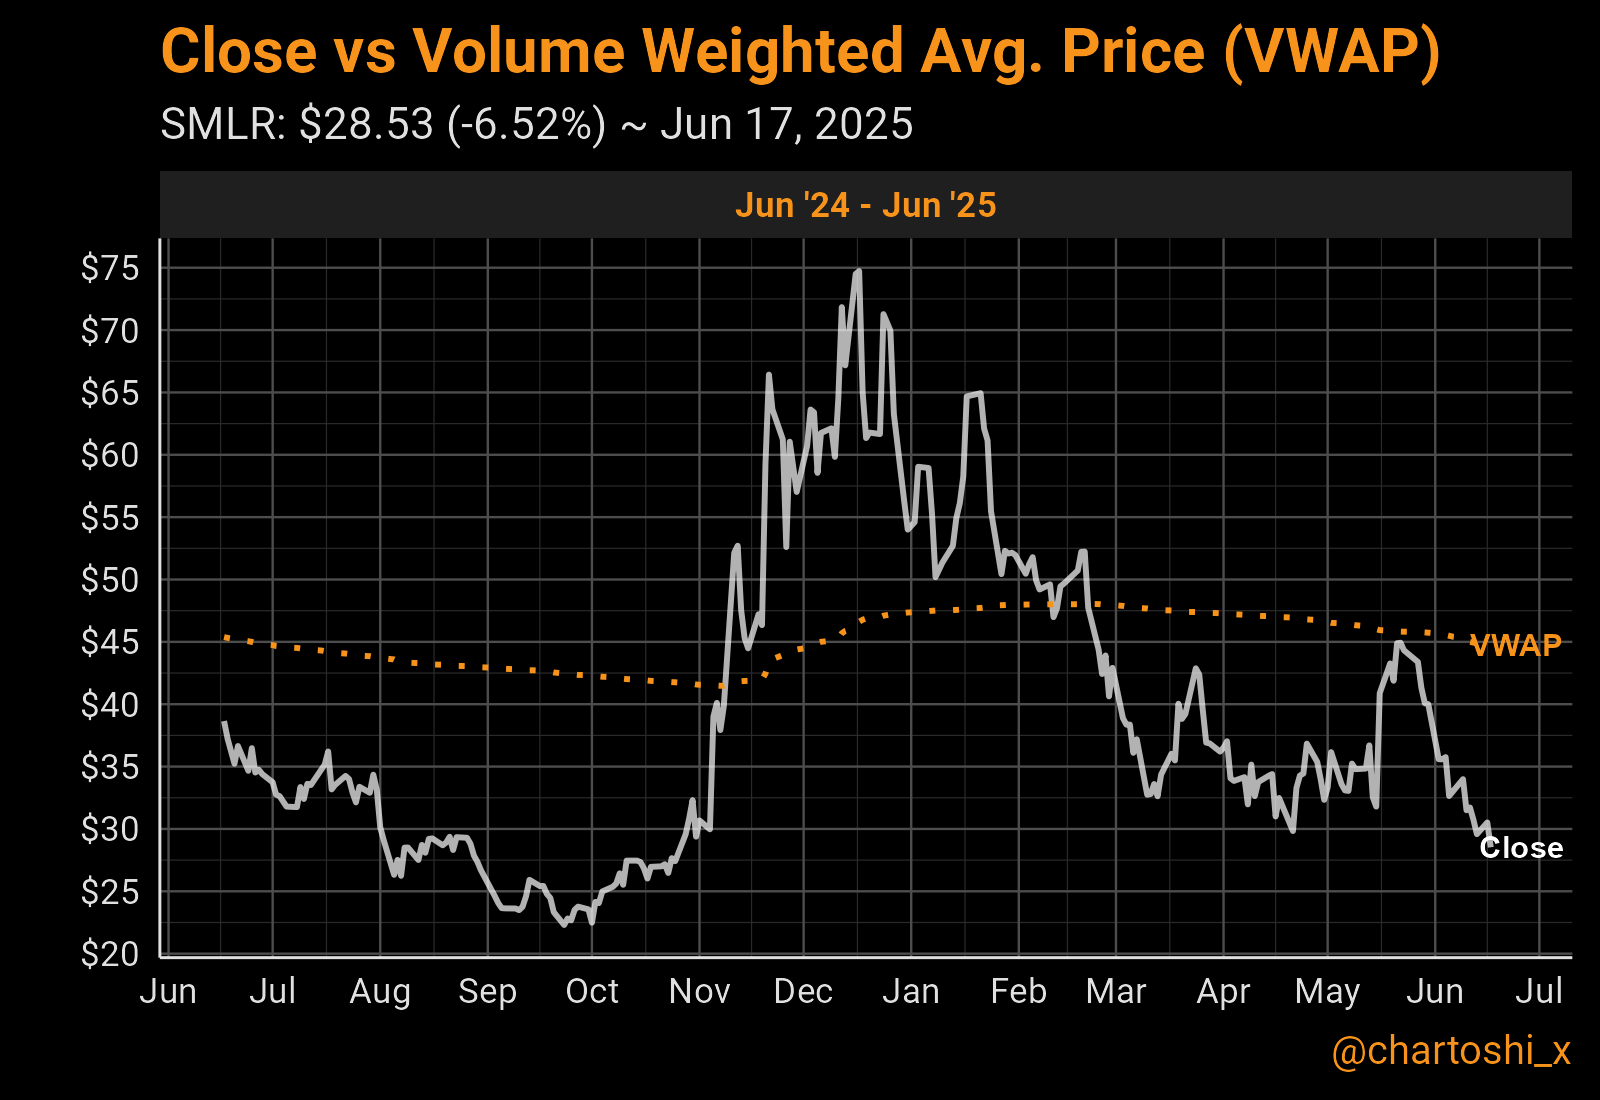 Close vs Volume Weighted Avg. Price (VWAP)
SMLR: $28.53 (-6.52%) ~ Jun 17, 2025
Jun '24 - Jun '25
$75
$70
$65
$60
$55
$50
$45
$40
$35
$30
$25
$20
VWAP
Close
Jun Jul Aug Sep Oct Nov Dec Jan Feb Mar Apr May Jun Jul
@chartoshi_x